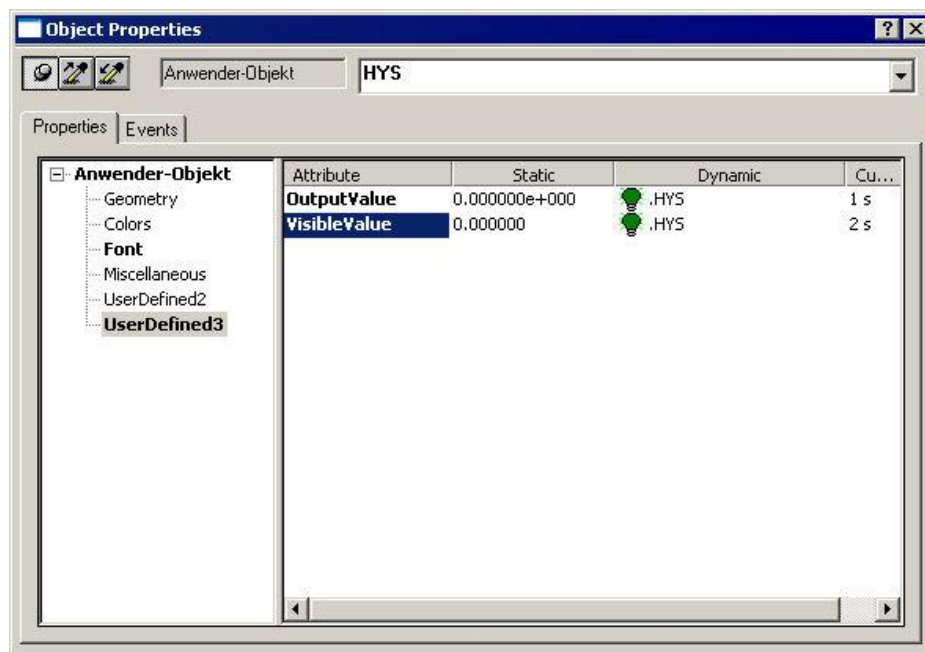 Object Properties
Anwender-Objekt HYS
Properties Events
Anwender-Objekt
Geometry
Colors
Font
Miscellaneous
UserDefined2
UserDefined3
Attribute Static Dynamic Cu...
OutputValue 0.000000e+000 .HYS 1 s
VisibleValue 0.000000 .HYS 2 s